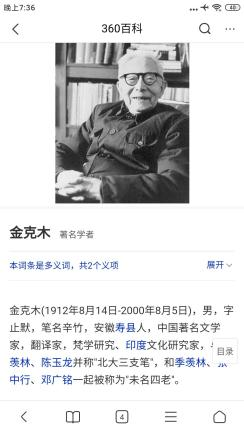 晚上7:36
40
360百科
金克木 著名学者
本词条是多义词，共2个义项 展开
金克木(1912年8月14日-2000年8月5日)，男，字
止默，笔名辛竹，安徽寿县人，中国著名文学
家，翻译家，梵学研究、印度文化研究家，与
羡林、陈玉龙并称"北大三支笔"，和季羡林、张
中行、邓广铭一起被称为"未名四老"。
目录
4